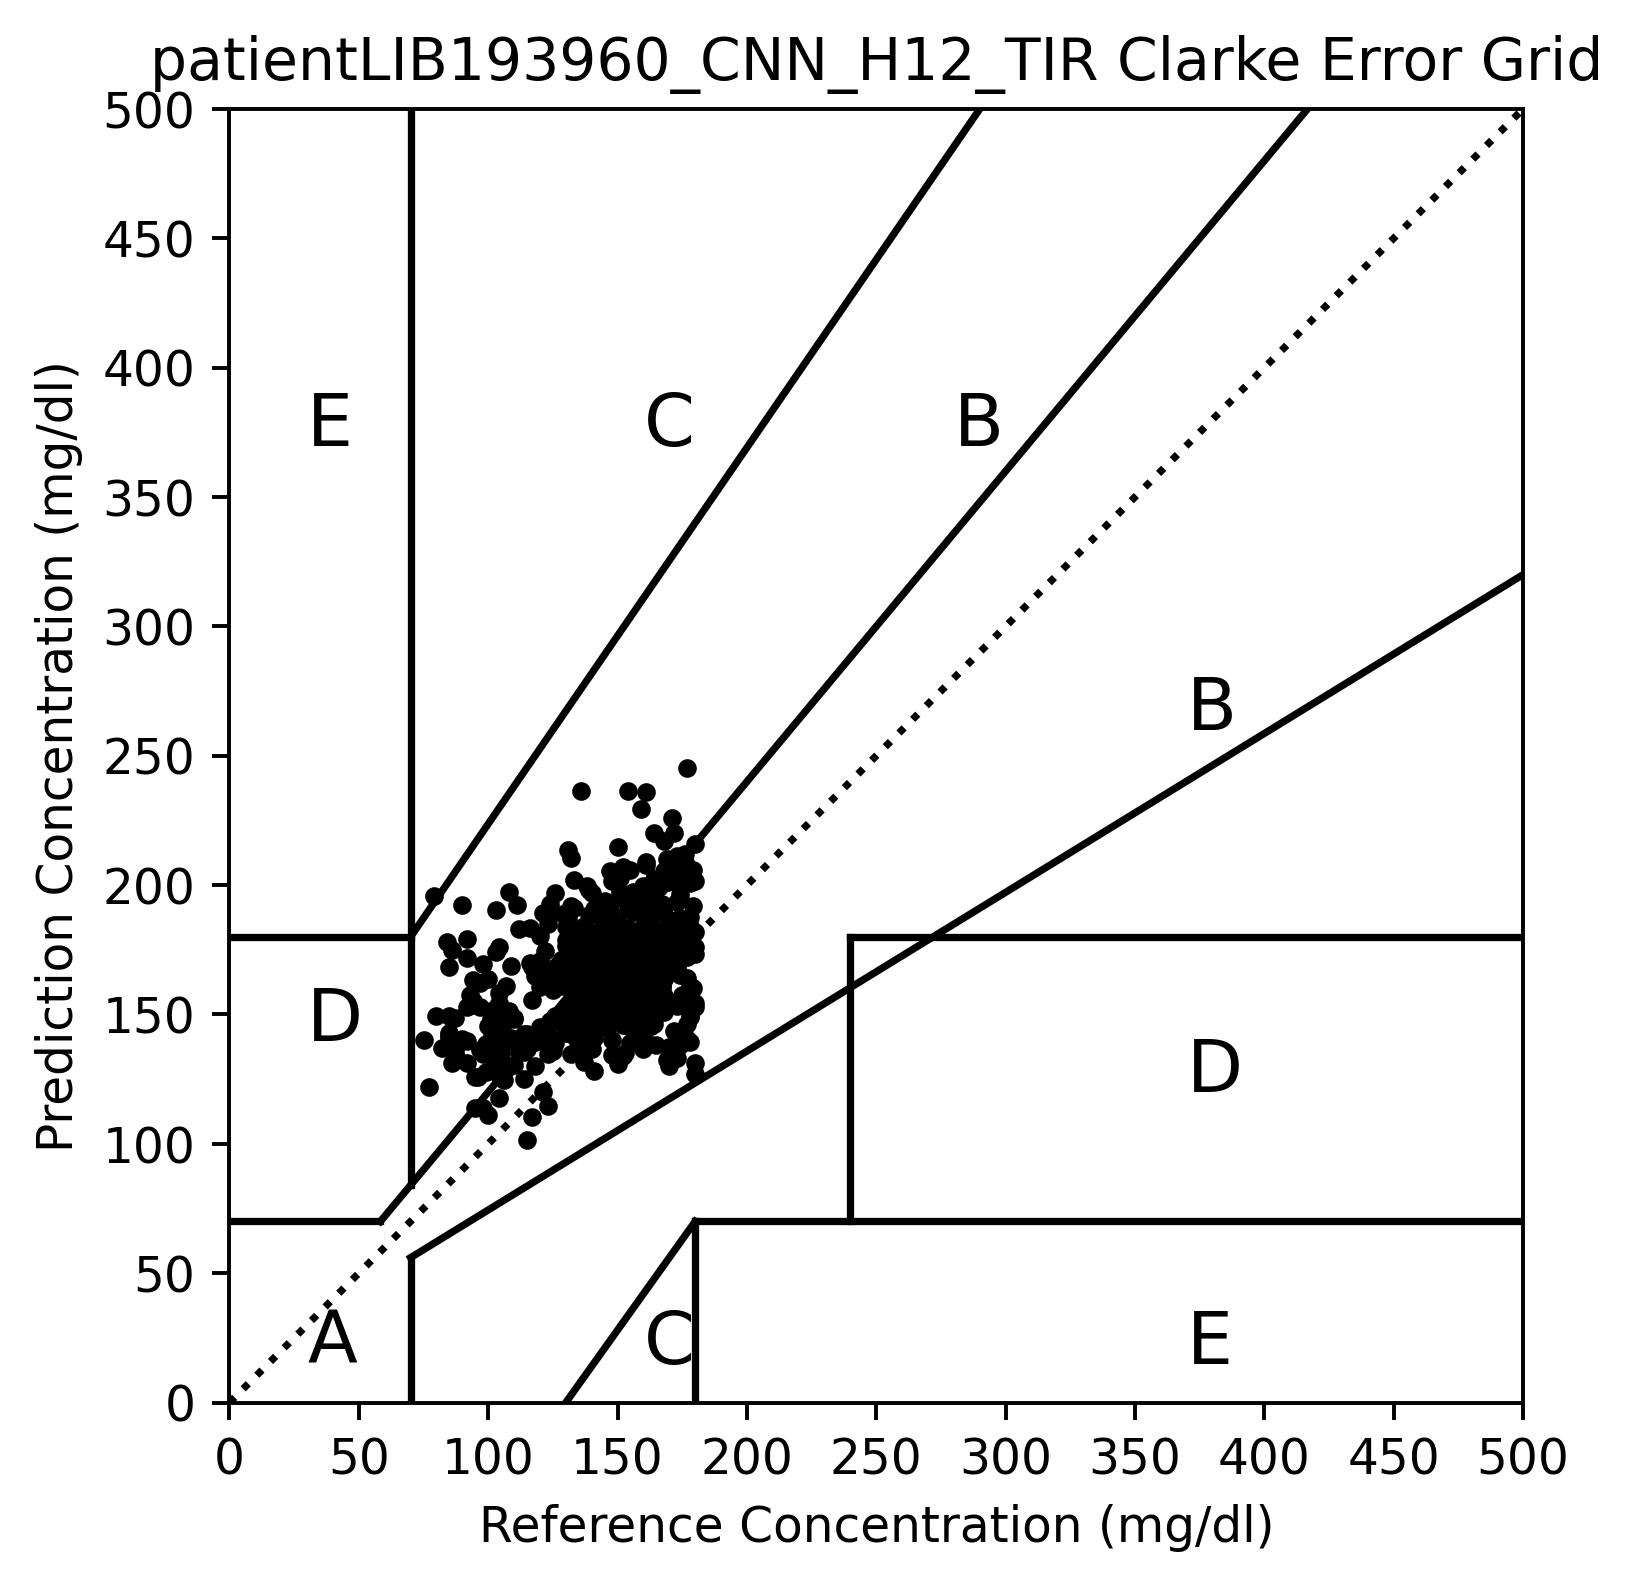 patientLIB193960_CNN_H12_TIR Clarke Error Grid
500
450
400
350
300
250
200
150
100
50
0
Prediction Concentration (mg/dl)
E
C
B
B
D
D
A
C
E
0 50 100 150 200 250 300 350 400 450 500
Reference Concentration (mg/dl)